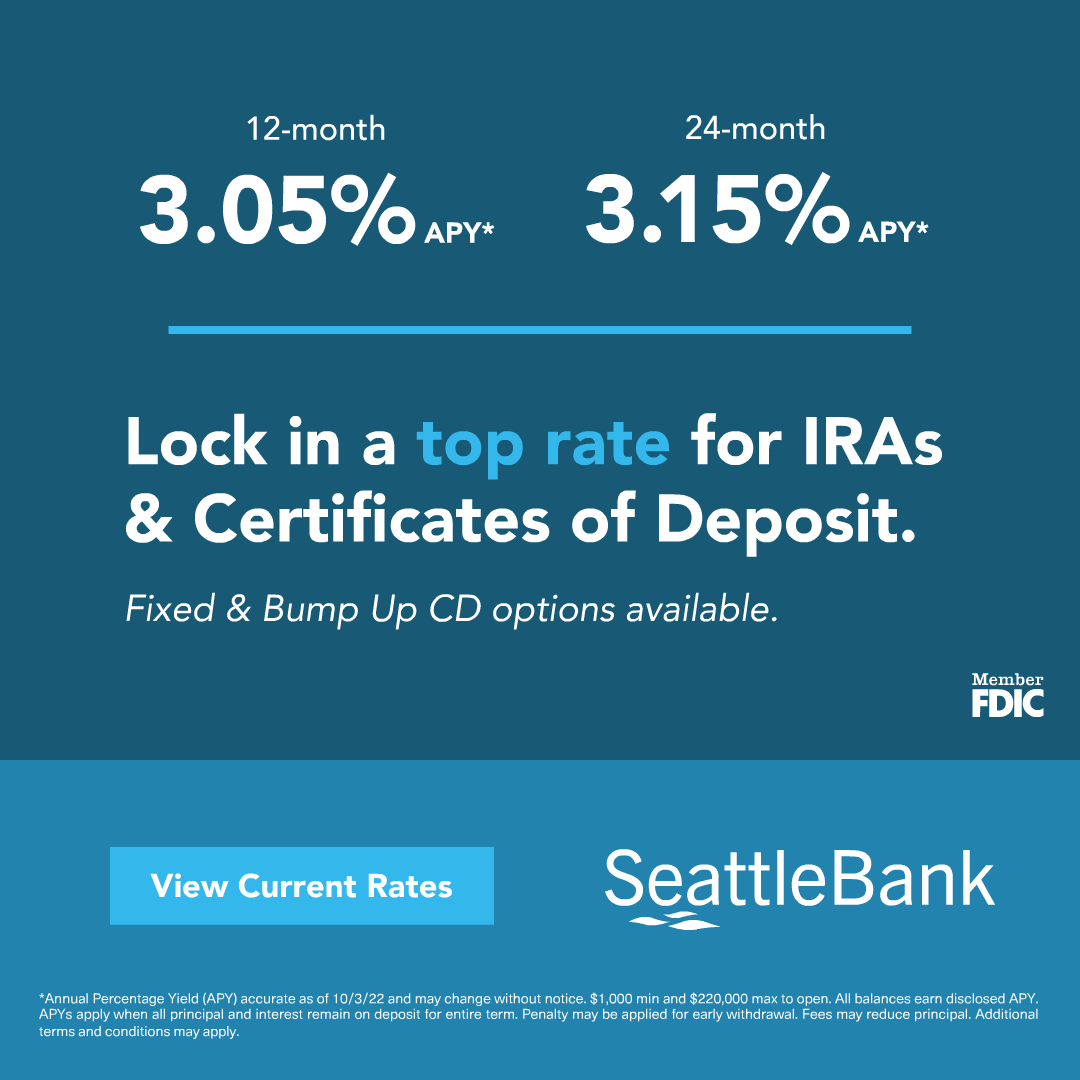 12-month
24-month
3.05% APY*
3.15% APY*
Lock in a top rate for IRAs
& Certificates of Deposit.
Fixed & Bump Up CD options available.
Member
FDIC
View Current Rates
SeattleBank
*Annual Percentage Yield (APY) accurate as of 10/3/22 and may change without notice. $1,000 min and $220,000 max to open. All balances earn disclosed APY.
APYs apply when all principal and interest remain on deposit for entire term. Penalty may be applied for early withdrawal. Fees may reduce principal. Additional
terms and conditions may apply.